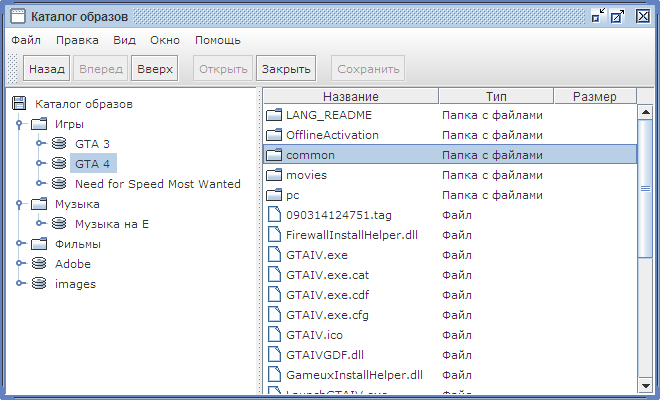 Каталог образов
Файл Правка Вид Окно Помощь
Назад Вперед Вверх Открыть Закрыть Сохранить
Каталог образов
Игры
GTA 3
GTA 4
Need for Speed Most Wanted
Музыка
Музыка на E
Фильмы
Adobe
images
Название Тип Размер
LANG_README Папка с файлами
OfflineActivation Папка с файлами
common Папка с файлами
movies Папка с файлами
pc Папка с файлами
090314124751.tag Файл
FirewallInstallHelper.dll Файл
GTAIV.exe Файл
GTAIV.exe.cat Файл
GTAIV.exe.cdf Файл
GTAIV.exe.cfg Файл
GTAIV.ico Файл
GTAIVGDF.dll Файл
GameuxInstallHelper.dll Файл
LaunchGTAIV.exe Файл